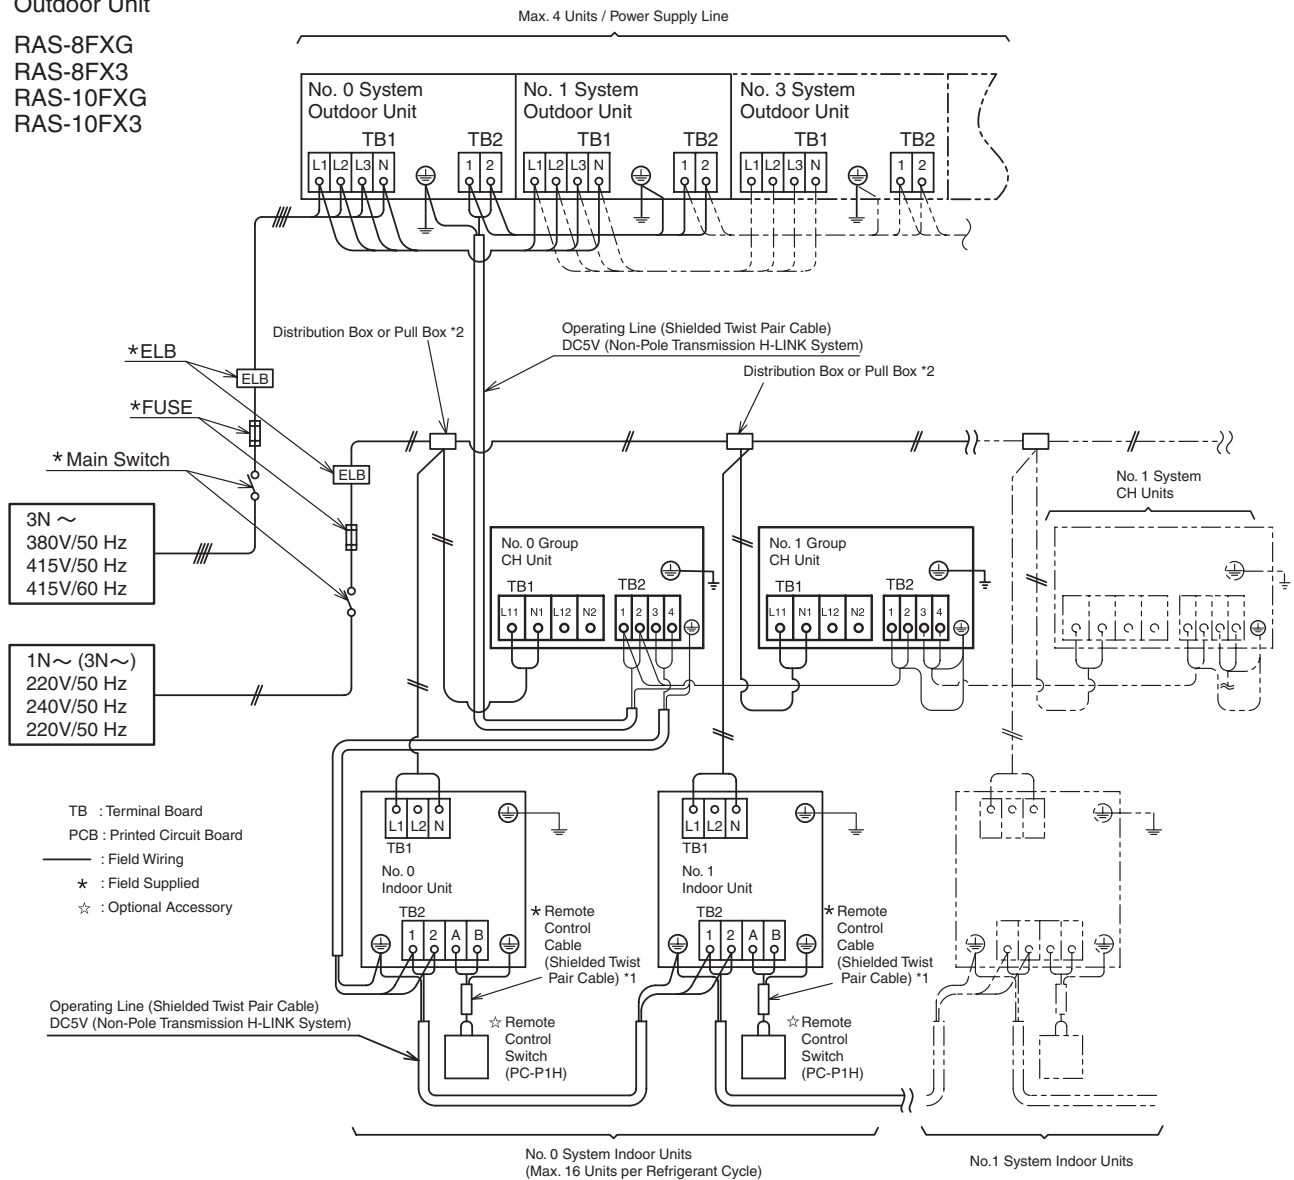 Outdoor Unit
RAS-8FXG
RAS-8FX3
RAS-10FXG
RAS-10FX3
Max. 4 Units / Power Supply Line
No. 0 System
Outdoor Unit
TB1 TB2
L1 L2 L3 N 1 2
No. 1 System
Outdoor Unit
TB1 TB2
L1 L2 L3 N 1 2
No. 3 System
Outdoor Unit
TB1 TB2
L1 L2 L3 N 1 2
Distribution Box or Pull Box *2
Operating Line (Shielded Twist Pair Cable)
DC5V (Non-Pole Transmission H-LINK System)
Distribution Box or Pull Box *2
*ELB
ELB
*FUSE
*Main Switch
ELB
3N ~
380V/50 Hz
415V/50 Hz
415V/60 Hz
1N~ (3N~)
220V/50 Hz
240V/50 Hz
220V/50 Hz
No. 0 Group
CH Unit
TB1 TB2
L11 N1 L12 N2 1 2 3 4
No. 1 Group
CH Unit
TB1 TB2
L11 N1 L12 N2 1 2 3 4
No. 1 System
CH Units
TB : Terminal Board
PCB : Printed Circuit Board
: Field Wiring
* : Field Supplied
☆ : Optional Accessory
L1 L2 N
TB1
No. 0
Indoor Unit
TB2
1 2 A B
* Remote
Control
Cable
(Shielded Twist
Pair Cable) *1
☆ Remote
Control
Switch
(PC-P1H)
L1 L2 N
TB1
No. 1
Indoor Unit
TB2
1 2 A B
* Remote
Control
Cable
(Shielded Twist
Pair Cable) *1
☆ Remote
Control
Switch
(PC-P1H)
Operating Line (Shielded Twist Pair Cable)
DC5V (Non-Pole Transmission H-LINK System)
No. 0 System Indoor Units
(Max. 16 Units per Refrigerant Cycle)
No.1 System Indoor Units